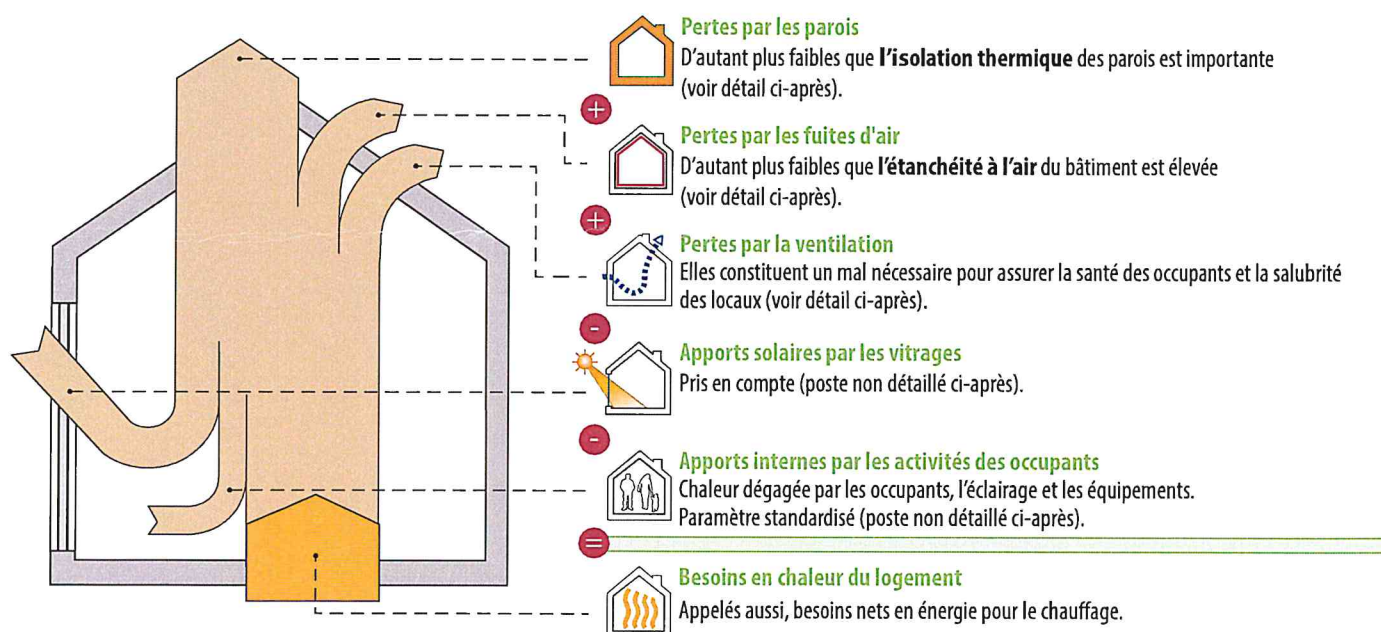 Pertes par les parois
D'autant plus faibles que l'isolation thermique des parois est importante
(voir détail ci-après).
+
Pertes par les fuites d'air
D'autant plus faibles que l'étanchéité à l'air du bâtiment est élevée
(voir détail ci-après).
+
Pertes par la ventilation
Elles constituent un mal nécessaire pour assurer la santé des occupants et la salubrité
des locaux (voir détail ci-après).
-
Apports solaires par les vitrages
Pris en compte (poste non détaillé ci-après).
-
Apports internes par les activités des occupants
Chaleur dégagée par les occupants, l'éclairage et les équipements.
Paramètre standardisé (poste non détaillé ci-après).
=
Besoins en chaleur du logement
Appelés aussi, besoins nets en énergie pour le chauffage.